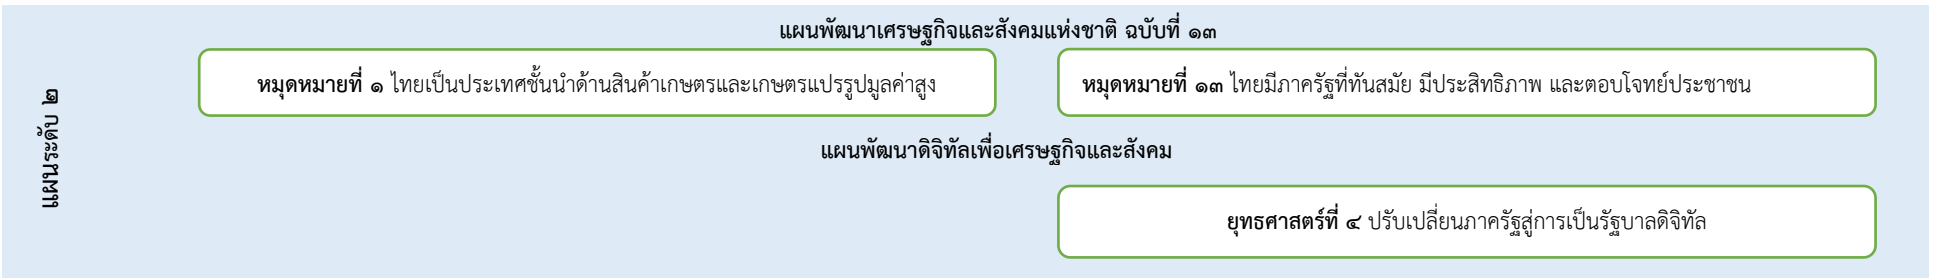 แผนพัฒนาเศรษฐกิจและสังคมแห่งชาติ ฉบับที่ ๑๓
หมุดหมายที่ ๑ ไทยเป็นประเทศชั้นนำด้านสินค้าเกษตรและเกษตรแปรรูปมูลค่าสูง
หมุดหมายที่ ๑๓ ไทยมีภาครัฐที่ทันสมัย มีประสิทธิภาพ และตอบโจทย์ประชาชน
แผนระดับ ๒
แผนพัฒนาดิจิทัลเพื่อเศรษฐกิจและสังคม
ยุทธศาสตร์ที่ ๔ ปรับเปลี่ยนภาครัฐสู่การเป็นรัฐบาลดิจิทัล